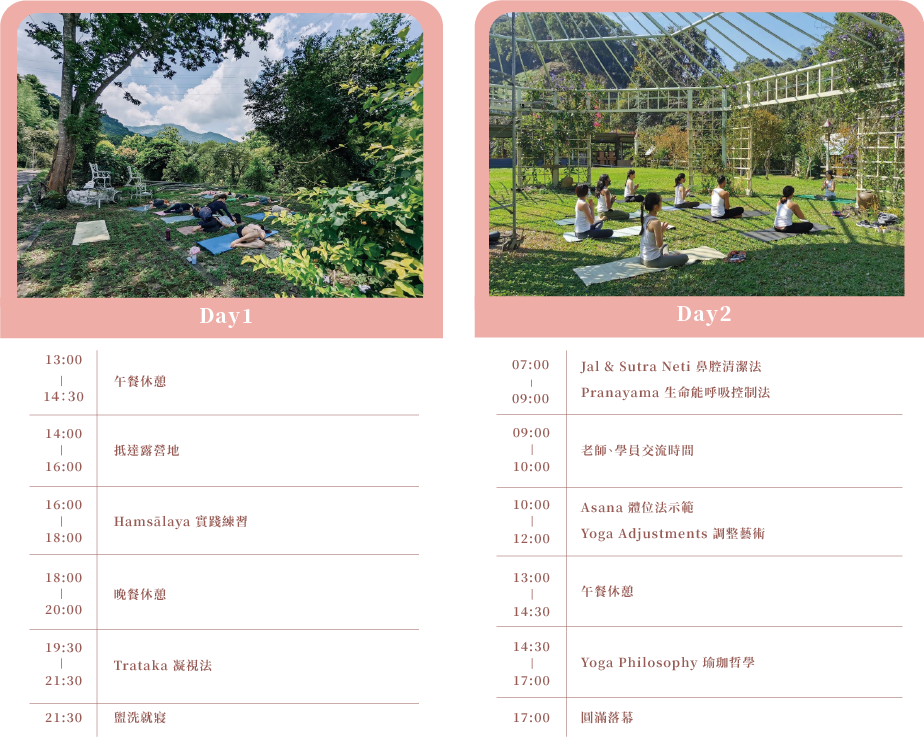 Day1
13:00
|
14:30
午餐休憩
14:00
|
16:00
抵達露營地
16:00
|
18:00
Hamsālaya 實踐練習
18:00
|
20:00
晚餐休憩
19:30
|
21:30
Trataka 凝視法
21:30
盥洗就寢
Day2
07:00
|
09:00
Jal & Sutra Neti 鼻腔清潔法
Pranayama 生命能呼吸控制法
09:00
|
10:00
老師、學員交流時間
10:00
|
12:00
Asana 體位法示範
Yoga Adjustments 調整藝術
13:00
|
14:30
午餐休憩
14:30
|
17:00
Yoga Philosophy 瑜珈哲學
17:00
圓滿落幕